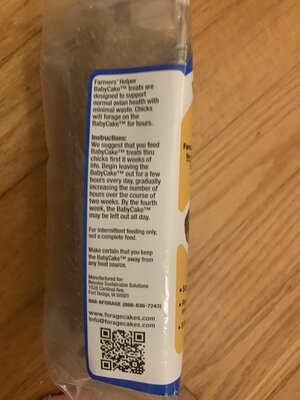 Farmers' Helper
BabyCake™ treats are
designed to support
normal avian health with
minimal waste. Chicks
will forage on the
BabyCake™ for hours.
Instructions:
We suggest that you feed
BabyCake™ treats thru
chicks first 8 weeks of
life. Begin leaving the
BabyCake™ out for a few
hours every day, gradually
increasing the number of
hours over the course of
two weeks. By the fourth
week, the BabyCake™
may be left out all day.
For intermittent feeding only,
not a complete feed.
Make certain that you keep
the BabyCake™ away from
any heat source.
Manufactured for:
Resolve Sustainable Solutions
1528 Cardinal Ave.
Fort Dodge, IA 50501
888-8FORAGE (888-836-7243)
www.foragecakes.com
info@foragecakes.com